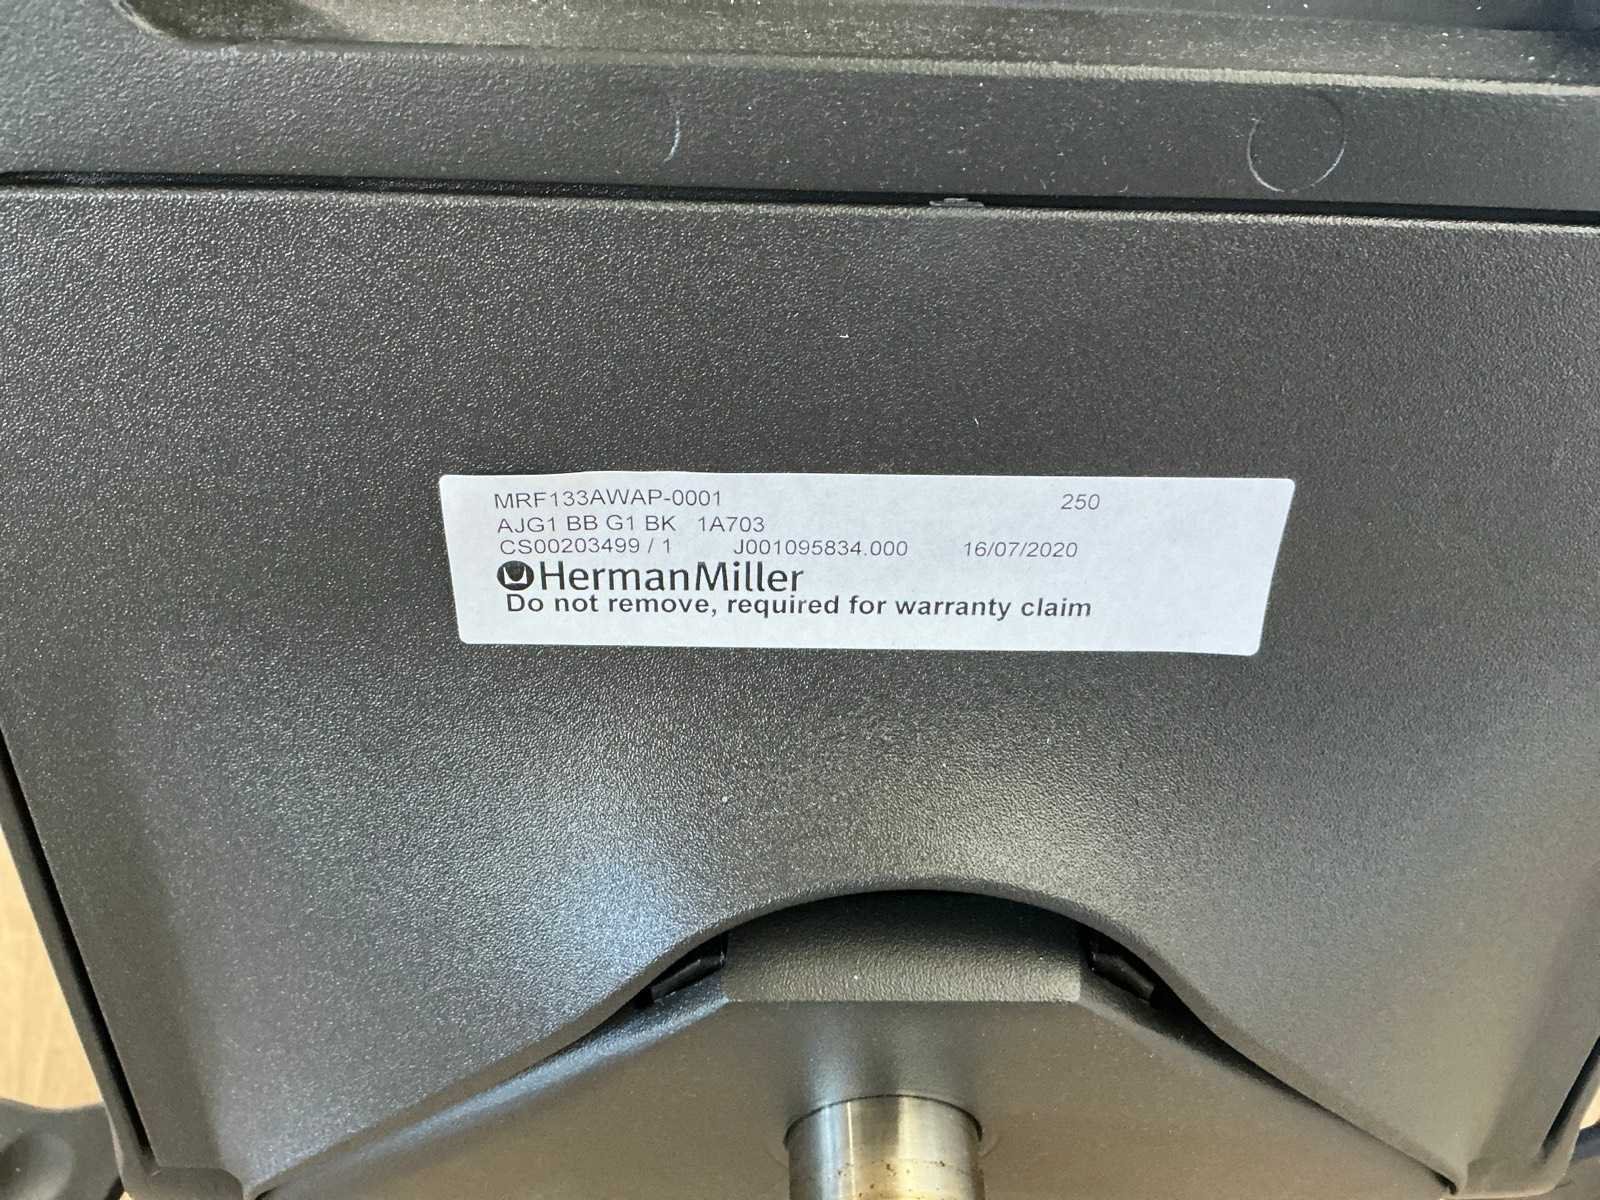 MRF133AWAP-0001 250
AJG1 BB G1 BK 1A703
CS00203499 / 1 J001095834.000 16/07/2020
HermanMiller
Do not remove, required for warranty claim